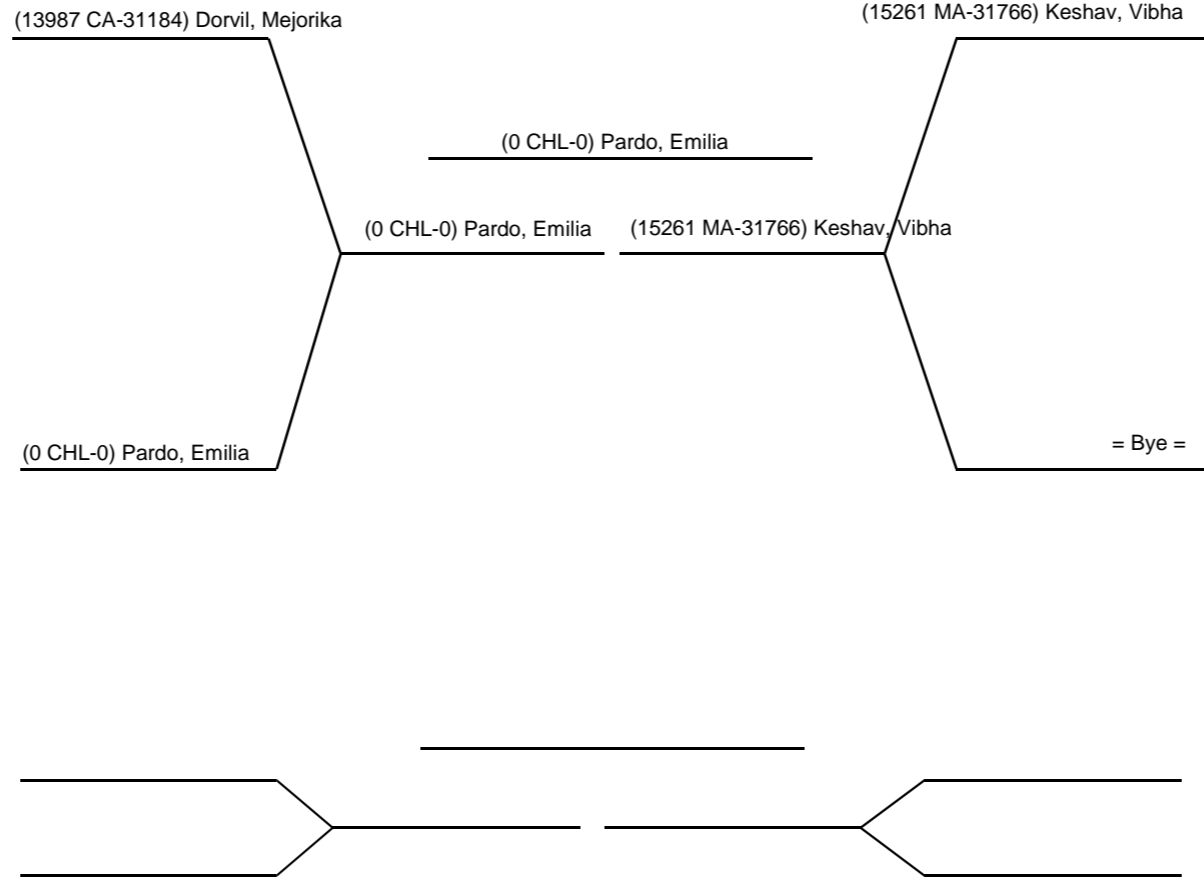 (13987 CA-31184) Dorvil, Mejorika
(15261 MA-31766) Keshav, Vibha
(0 CHL-0) Pardo, Emilia
(0 CHL-0) Pardo, Emilia
(15261 MA-31766) Keshav, Vibha
(0 CHL-0) Pardo, Emilia
= Bye =